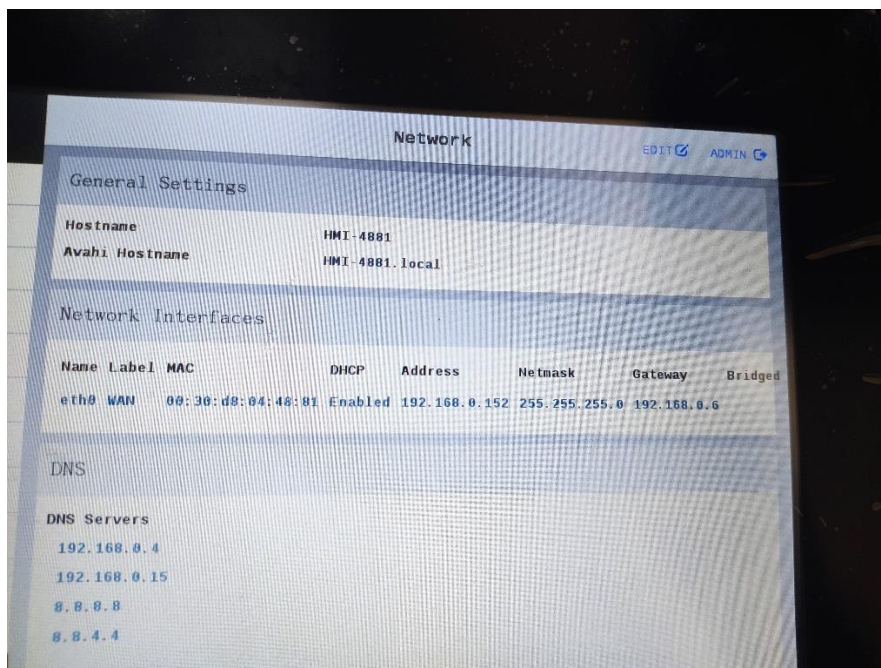 Network
EDIT ADMIN
General Settings
Hostname HMI-4881
Avahi Hostname HMI-4881.local
Network Interfaces
Name Label MAC DHCP Address Netmask Gateway Bridged
eth0 WAN 00:30:d8:04:48:81 Enabled 192.168.0.152 255.255.255.0 192.168.0.6
DNS
DNS Servers
192.168.0.4
192.168.0.15
8.8.8.8
8.8.4.4